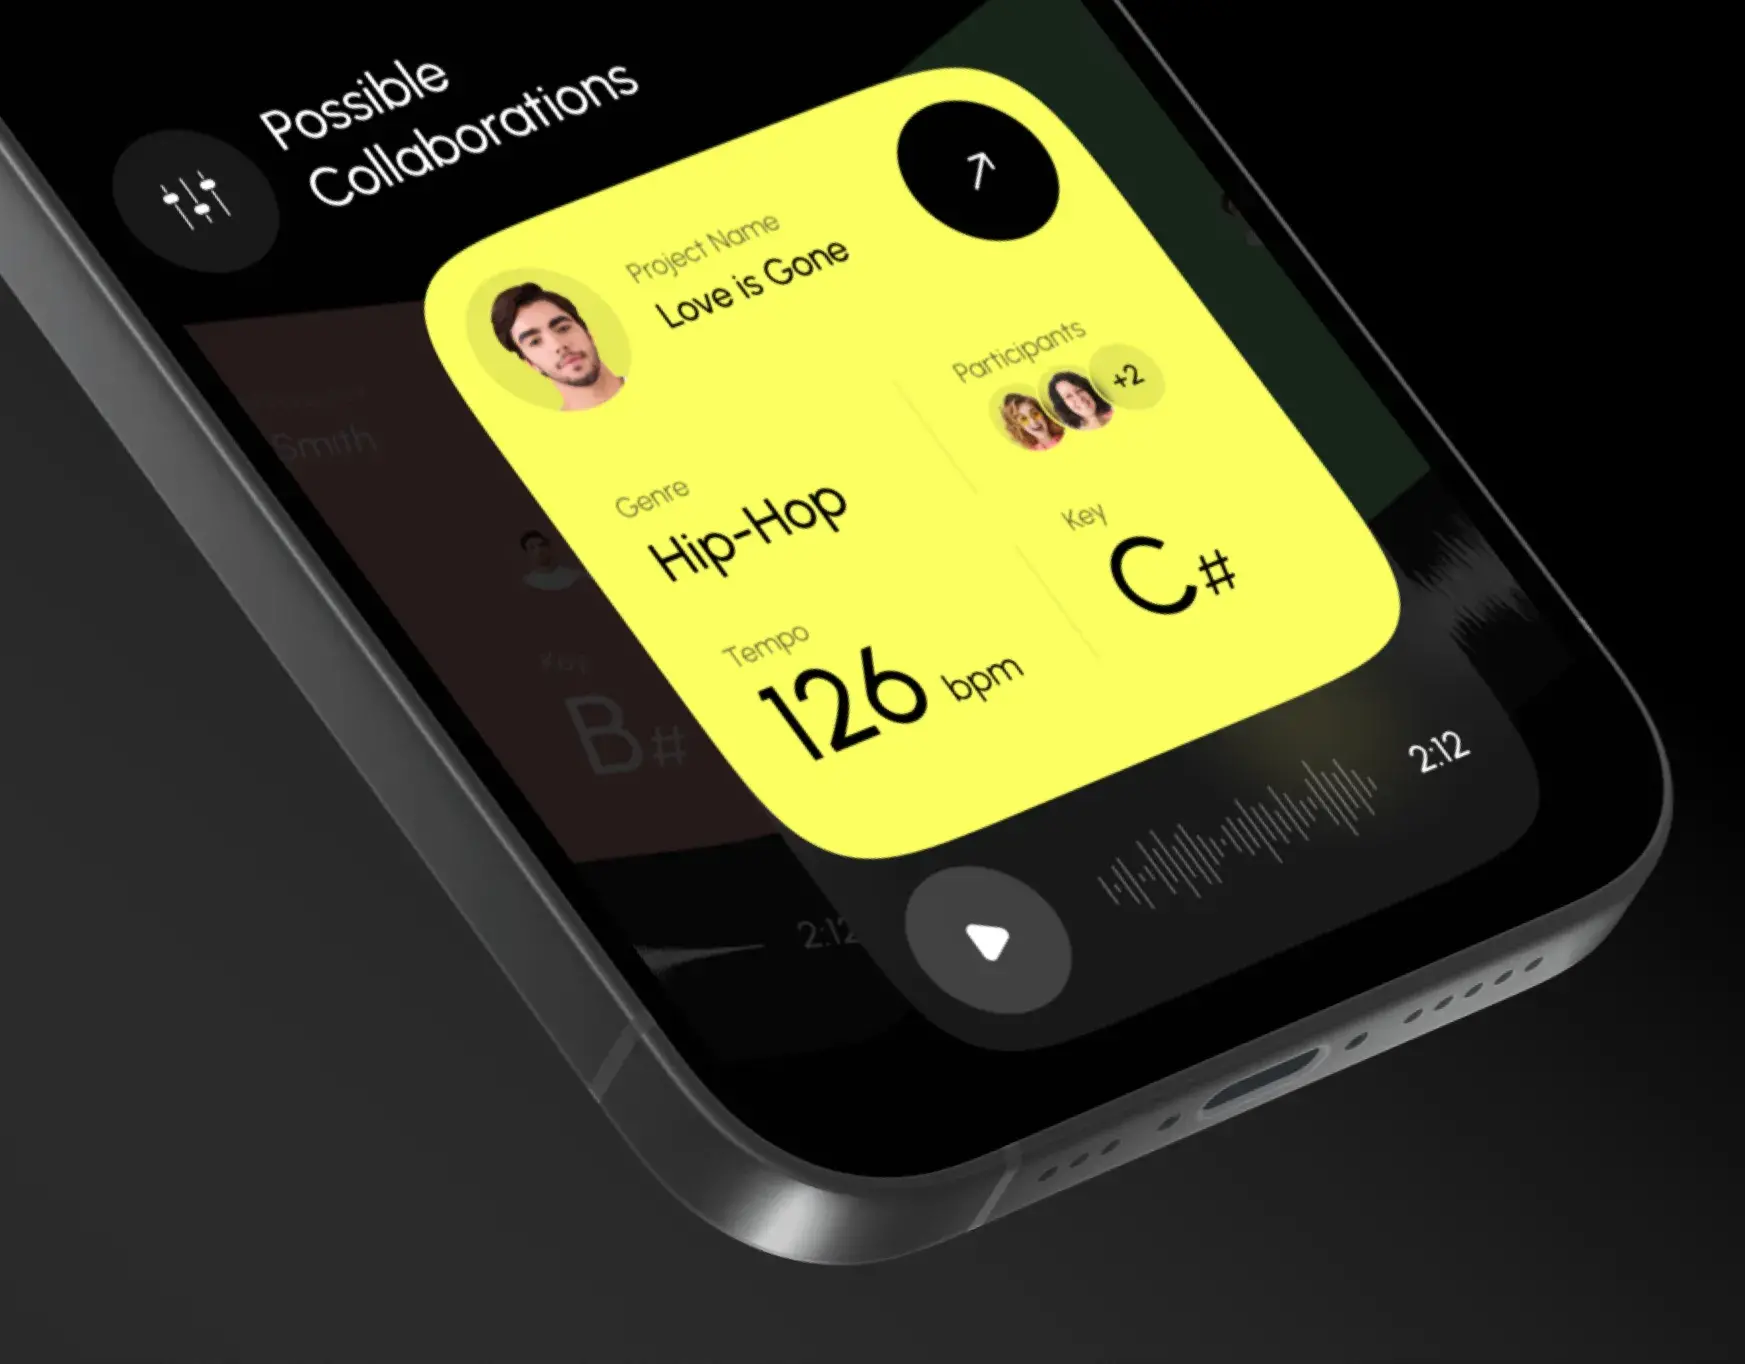 Possible
Collaborations
Project Name
Love is Gone
Participants
+2
Genre
Hip-Hop
Key
C#
Tempo
126 bpm
2:12
Smith
Key
B#
2:12